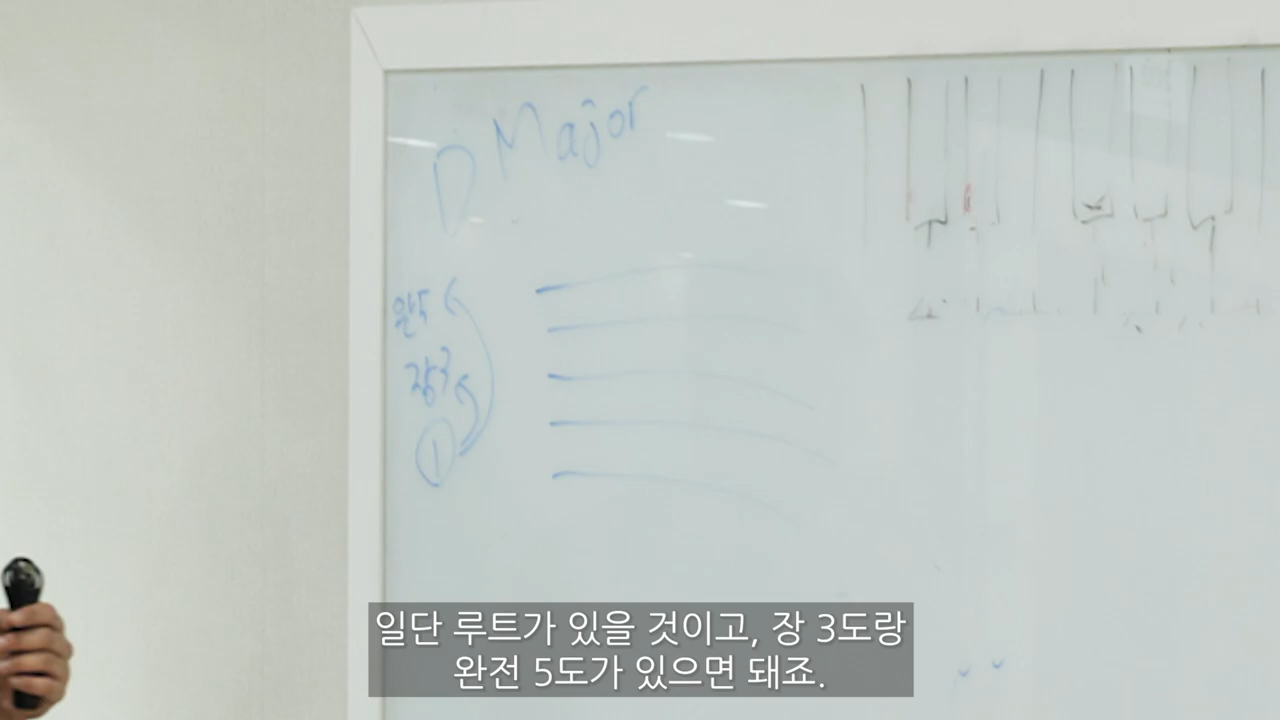 D Major
완5
장3
1
일단 루트가 있을 것이고, 장 3도랑
완전 5도가 있으면 돼죠.